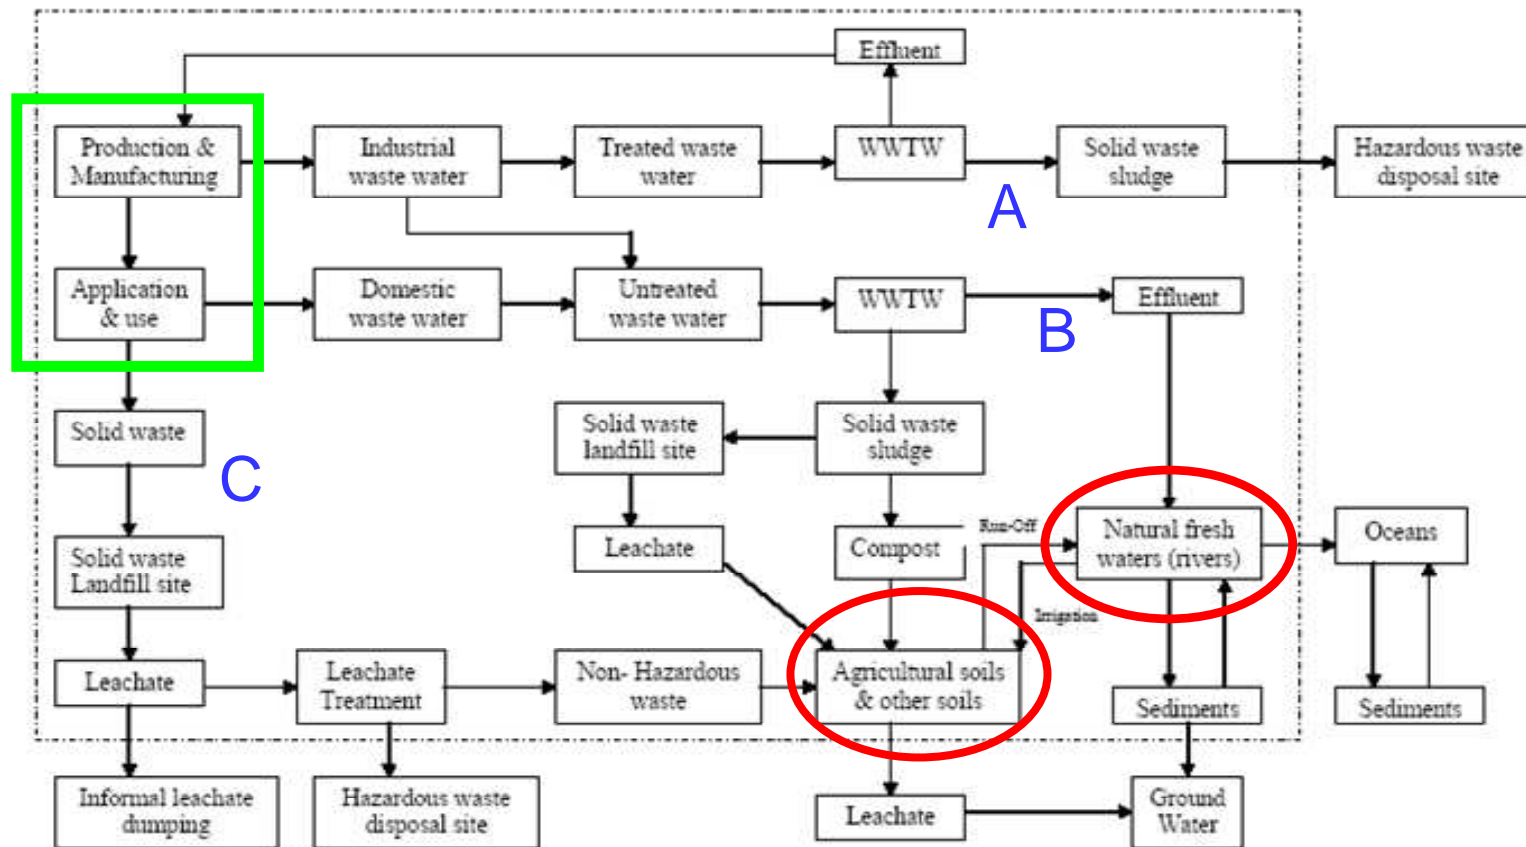 Effluent
Production &
Manufacturing
Industrial
waste water
Treated waste
water
WWTW
Solid waste
sludge
Hazardous waste
disposal site
A
Application
& use
Domestic
waste water
Untreated
waste water
WWTW
Effluent
B
Solid waste
Solid waste
landfill site
Solid waste
sludge
C
Solid waste
Landfill site
Leachate
Compost
Run-Off
Natural fresh
waters (rivers)
Oceans
Irrigation
Leachate
Leachate
Treatment
Non- Hazardous
waste
Agricultural soils
& other soils
Sediments
Sediments
Informal leachate
dumping
Hazardous waste
disposal site
Leachate
Ground
Water